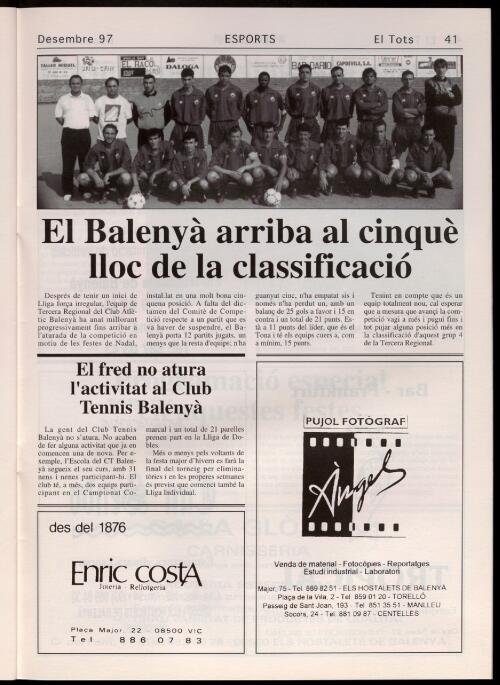 Desembre 97 ESPORTS El Tots 41
TALLER MIQUEL EL RACÓ DALOGA BAR DARIO CAPDEVILA, S.L.
El Balenyà arriba al cinquè
lloc de la classificació
Després de tenir un inici de
Lliga força irregular, l'equip de
Tercera Regional del Club Atlè-
tic Balenyà ha anat millorant
progressivament fins arribar a
l'aturada de la competició en
motiu de les festes de Nadal,
instal.lat en una molt bona cin-
quena posició. A falta del dic-
tamen del Comitè de Competi-
ció respecte a un partit que es
va haver de suspendre, el Ba-
lenyà porta 12 partits jugats, un
menys que la resta d'equips; n'ha
guanyat cinc, n'ha empatat sis i
només n'ha perdut un, amb un
balanç de 25 gols a favor i 15 en
contra i un total de 21 punts. Es-
tà a 11 punts del líder, que és el
Tona i té els equips cuers a, com
a mínim, 15 punts.
Tenint en compte que és un
equip totalment nou, cal esperar
que a mesura que avanci la com-
petició vagi a més i pugui fins i
tot pujar alguna posició més en
la classificació d'aquest grup 4
de la Tercera Regional.
El fred no atura
l'activitat al Club
Tennis Balenyà
La gent del Club Tennis
Balenyà no s'atura. No acaben
de fer alguna activitat que ja en
comencen una de nova. Per ex-
emple, l'Escola del CT Balen-
yà segueix el seu curs, amb 31
nens i nenes participant-hi. El
club té, a més, dos equips parti-
cipant en el Campionat Co-
marcal i un total de 21 parelles
prenen part en la Lliga de Do-
bles.
Més o menys pels voltants de
la festa major d'hivern es farà la
final del torneig per elimina-
tòries i en les properes setmanes
és previst que comenci també la
Lliga Individual.
des del 1876
Enric costA
Joieria - Rellotgeria
Plaça Major, 22 - 08500 VIC
Tel. 886 07 83
PUJOL FOTÒGRAF
Àngel
Venda de material - Fotocòpies - Reportatges
Estudi industrial - Laboratori
Major, 75 - Tel. 889 82 51 - ELS HOSTALETS DE BALENYÀ
Plaça de la Vila, 2 - Tel. 859 01 20 - TORELLÓ
Passeig de Sant Joan, 193 - Tel. 851 35 51 - MANLLEU
Socors, 24 - Tel. 881 09 87 - CENTELLES